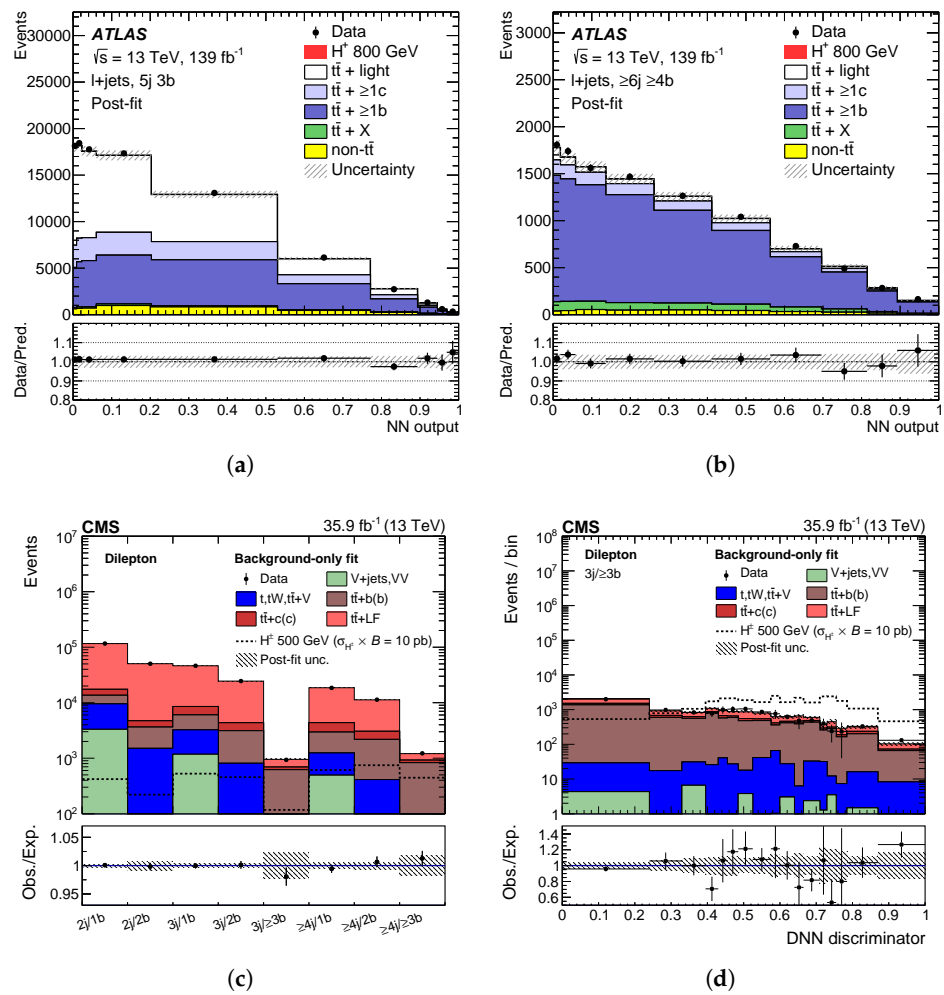 Events
30000
25000
20000
15000
10000
5000
0
ATLAS
√s = 13 TeV, 139 fb⁻¹
l+jets, 5j 3b
Post-fit
Data
H⁺ 800 GeV
tt̄ + light
tt̄ + ≥1c
tt̄ + ≥1b
tt̄ + X
non-tt̄
Uncertainty
Data/Pred.
1.1
1.0
0.9
0.8
0 0.1 0.2 0.3 0.4 0.5 0.6 0.7 0.8 0.9 1
NN output
(a)
Events
3000
2500
2000
1500
1000
500
0
ATLAS
√s = 13 TeV, 139 fb⁻¹
l+jets, ≥6j ≥4b
Post-fit
Data
H⁺ 800 GeV
tt̄ + light
tt̄ + ≥1c
tt̄ + ≥1b
tt̄ + X
non-tt̄
Uncertainty
Data/Pred.
1.1
1.0
0.9
0.8
0 0.1 0.2 0.3 0.4 0.5 0.6 0.7 0.8 0.9 1
NN output
(b)
CMS 35.9 fb⁻¹ (13 TeV)
Events
10⁷
10⁶
10⁵
10⁴
10³
10²
Dilepton
Background-only fit
Data V+jets,VV
t,tW,tt̄+V tt̄+b(b)
tt̄+c(c) tt̄+LF
H± 500 GeV (σH± × B = 10 pb)
Post-fit unc.
Obs./Exp.
1.05
1.00
0.95
2j/1b 2j/2b 3j/1b 3j/2b 3j/≥3b ≥4j/1b ≥4j/2b ≥4j/≥3b
(c)
CMS 35.9 fb⁻¹ (13 TeV)
Events / bin
10⁸
10⁷
10⁶
10⁵
10⁴
10³
10²
10
1
Dilepton
3j/≥3b
Background-only fit
Data V+jets,VV
t,tW,tt̄+V tt̄+b(b)
tt̄+c(c) tt̄+LF
H± 500 GeV (σH± × B = 10 pb)
Post-fit unc.
Obs./Exp.
1.4
1.2
1.0
0.8
0.6
0 0.1 0.2 0.3 0.4 0.5 0.6 0.7 0.8 0.9 1
DNN discriminator
(d)